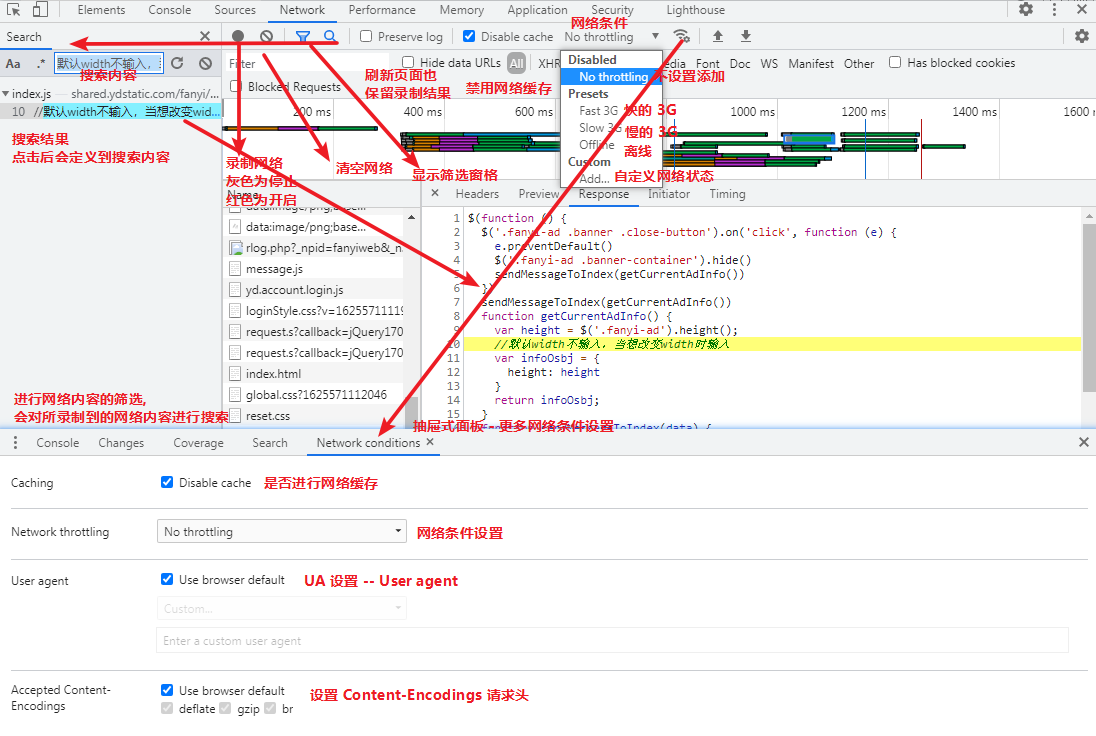 Elements Console Sources Network Performance Memory Application Security Lighthouse
网络条件
Search
Preserve log Disable cache No throttling
Aa .* 默认width不输入，
Filter Hide data URLs All XHR Font Doc WS Manifest Other Has blocked cookies
搜索内容
刷新页面也
保留录制结果
禁用网络缓存
Blocked Requests
Disabled
No throttling
不设置添加
Presets
Fast 3G 快的 3G
Slow 3G 慢的 3G
Offline 离线
Custom
Add... 自定义网络状态
index.js — shared.ydstatic.com/fanyi/...
10 //默认width不输入，当想改变wid...
200 ms 400 ms 600 ms 1000 ms 1200 ms 1400 ms 1600
搜索结果
点击后会定义到搜索内容
录制网络
灰色为停止
红色为开启
清空网络
显示筛选窗格
Name
Headers Preview Response Initiator Timing
data:image/png;base...
data:image/png;base...
rlog.php?_npid=fanyiweb&_n
message.js
yd.account.login.js
loginStyle.css?v=16255711119
request.s?callback=jQuery170
request.s?callback=jQuery170
index.html
global.css?1625571112046
reset.css
1 $(function () {
2 $('.fanyi-ad .banner .close-button').on('click', function (e) {
3 e.preventDefault()
4 $('.fanyi-ad .banner-container').hide()
5 sendMessageToIndex(getCurrentAdInfo())
6 })
7 sendMessageToIndex(getCurrentAdInfo())
8 function getCurrentAdInfo() {
9 var height = $('.fanyi-ad').height();
10 //默认width不输入，当想改变width时输入
11 var infoOsbj = {
12 height: height
13 }
14 return infoOsbj;
15 }
进行网络内容的筛选,
会对所录制到的网络内容进行搜索
抽屉式面板 - 更多网络条件设置
Console Changes Coverage Search Network conditions
Caching Disable cache 是否进行网络缓存
Network throttling No throttling 网络条件设置
User agent Use browser default UA 设置 -- User agent
Custom...
Enter a custom user agent
Accepted Content-
Encodings
Use browser default
deflate gzip br
设置 Content-Encodings 请求头